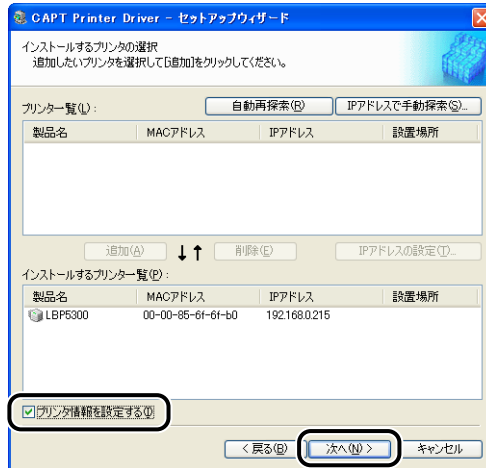 CAPT Printer Driver - セットアップウィザード
インストールするプリンタの選択
追加したいプリンタを選択して[追加]をクリックしてください。
プリンター覧(L):
自動再探索(R)
IPアドレスで手動探索(S)...
製品名 MACアドレス IPアドレス 設置場所
追加(A) ↓↑ 削除(E) IPアドレスの設定(T)...
インストールするプリンター覧(P):
製品名 MACアドレス IPアドレス 設置場所
LBP5300 00-00-85-6f-6f-b0 192.168.0.215
プリンタ情報を設定する(I)
< 戻る(B) 次へ(N) > キャンセル